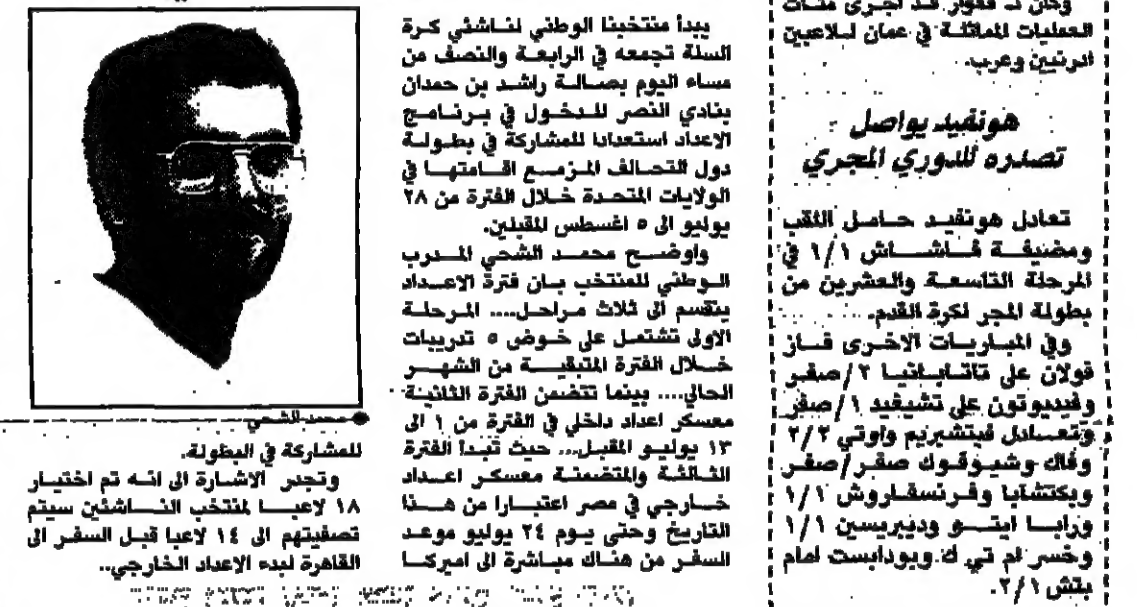 وكان د. قد اجرى مئات
العمليات المماثلة في عمان للاعبين
اردنيين وعرب.
هونفيد يواصل
تصدره للدوري المجري
تعادل هونفيد حامل اللقب
ومضيفة فاشاش ١/١ في
المرحلة التاسعة والعشرين من
بطولة المجر لكرة القدم.
وفي المباريات الاخرى فاز
فولان على تاتابانيا ٢/صفر
وفيديوتون على تشيفيد ١/صفر
وتعادل فيتشيريم واوتي ٢/٢
وفاك وشيوفوك صفر/صفر
وبكتشابا وفرنسفاروش ١/١
ورابا ايتو ودبيريسين ١/١
وخسر ام تي ك وبودابست امام
بتش ٢/١.
يبدأ منتخبنا الوطني لناشئي كرة
السلة تجمعه في الرابعة والنصف من
مساء اليوم بصالة راشد بن حمدان
بنادي النصر للدخول في برنامج
الاعداد استعدادا للمشاركة في بطولة
دول التحالف المزمع اقامتها في
الولايات المتحدة خلال الفترة من ٢٨
يوليو الى ٥ اغسطس المقبلين.
واوضح محمد الشحي المدرب
الوطني للمنتخب بان فترة الاعداد
ينقسم الى ثلاث مراحل.... المرحلة
الاولى تشتمل على خوض ٥ تدريبات
خلال الفترة المتبقية من الشهر
الحالي.... بينما تتضمن الفترة الثانية
معسكر اعداد داخلي في الفترة من ١ الى
١٣ يوليو المقبل... حيث تبدأ الفترة
الثالثة والمتضمنة معسكر اعداد
خارجي في مصر اعتبارا من هذا
التاريخ وحتى يوم ٢٤ يوليو موعد
السفر من هناك مباشرة الى اميركا
محمد الشحي
للمشاركة في البطولة.
وتجدر الاشارة الى انه تم اختيار
١٨ لاعبا لمنتخب الناشئين سيتم
تصفيتهم الى ١٤ لاعبا قبل السفر الى
القاهرة لبدء الاعداد الخارجي..